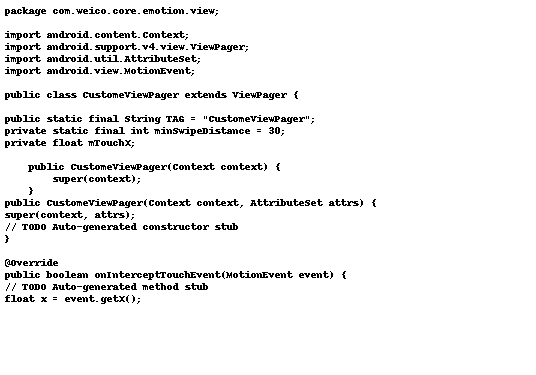 package com.weico.core.emotion.view;
import android.content.Context;
import android.support.v4.view.ViewPager;
import android.util.AttributeSet;
import android.view.MotionEvent;
public class CustomeViewPager extends ViewPager {
public static final String TAG = "CustomeViewPager";
private static final int minSwipeDistance = 30;
private float mTouchX;
public CustomeViewPager(Context context) {
super(context);
}
public CustomeViewPager(Context context, AttributeSet attrs) {
super(context, attrs);
// TODO Auto-generated constructor stub
}
@Override
public boolean onInterceptTouchEvent(MotionEvent event) {
// TODO Auto-generated method stub
float x = event.getX();